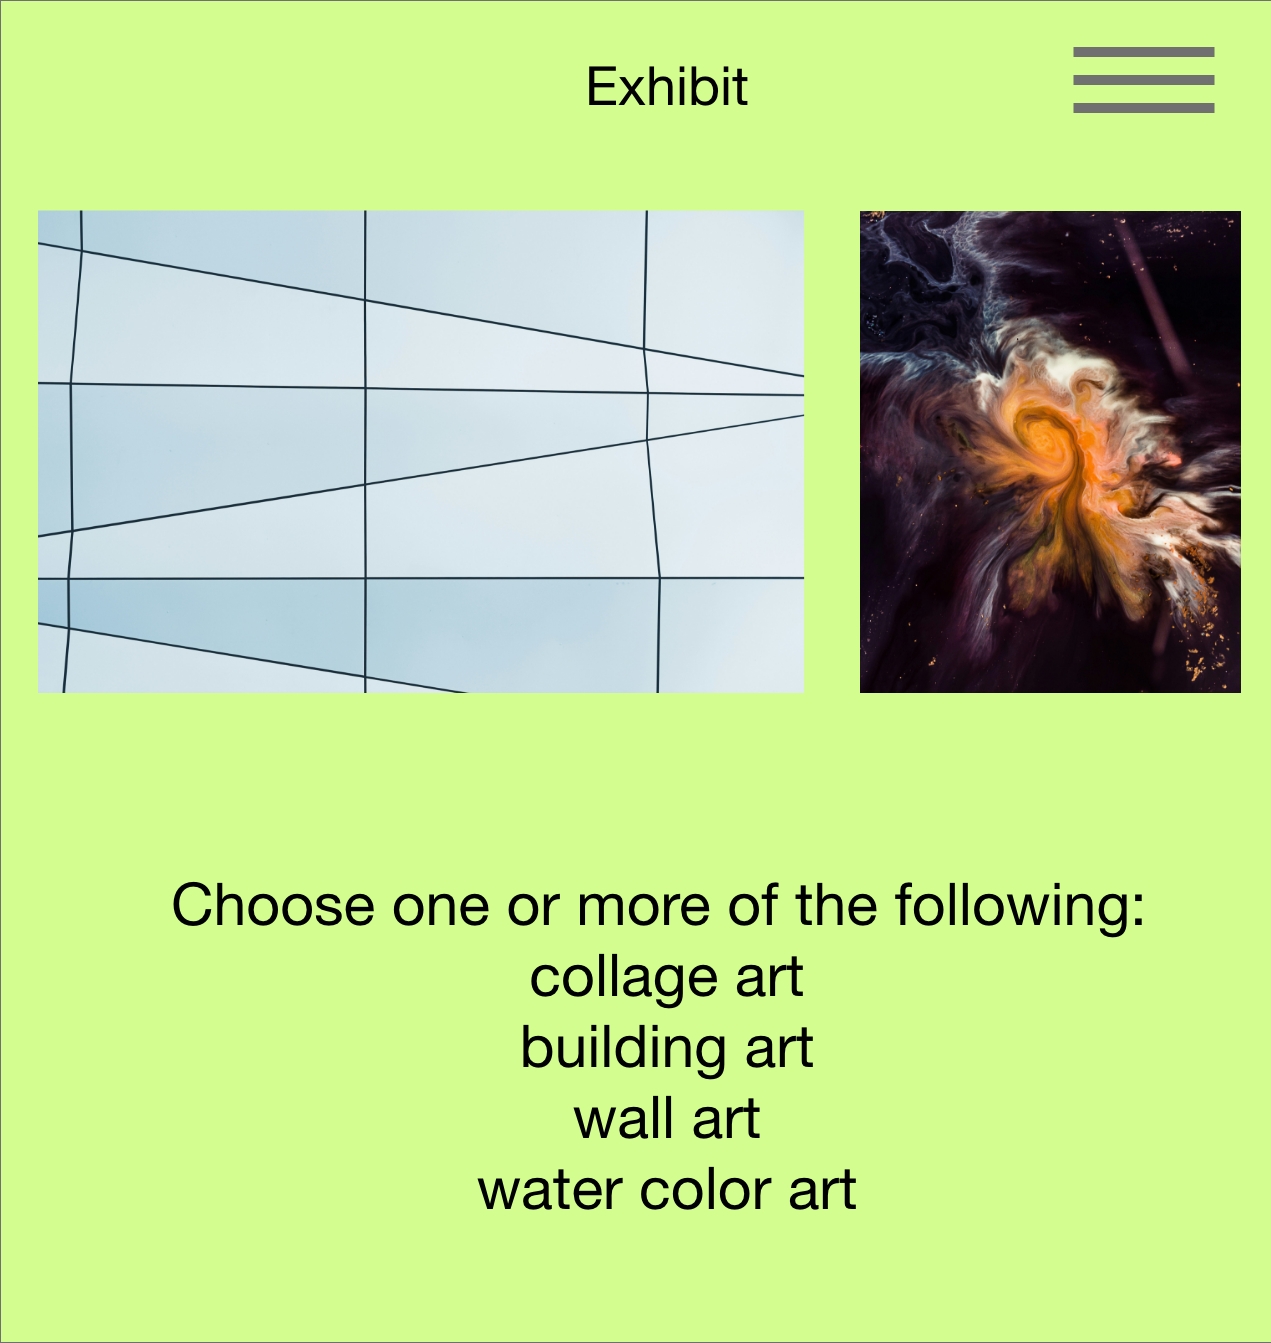 Exhibit
Choose one or more of the following:
collage art
building art
wall art
water color art